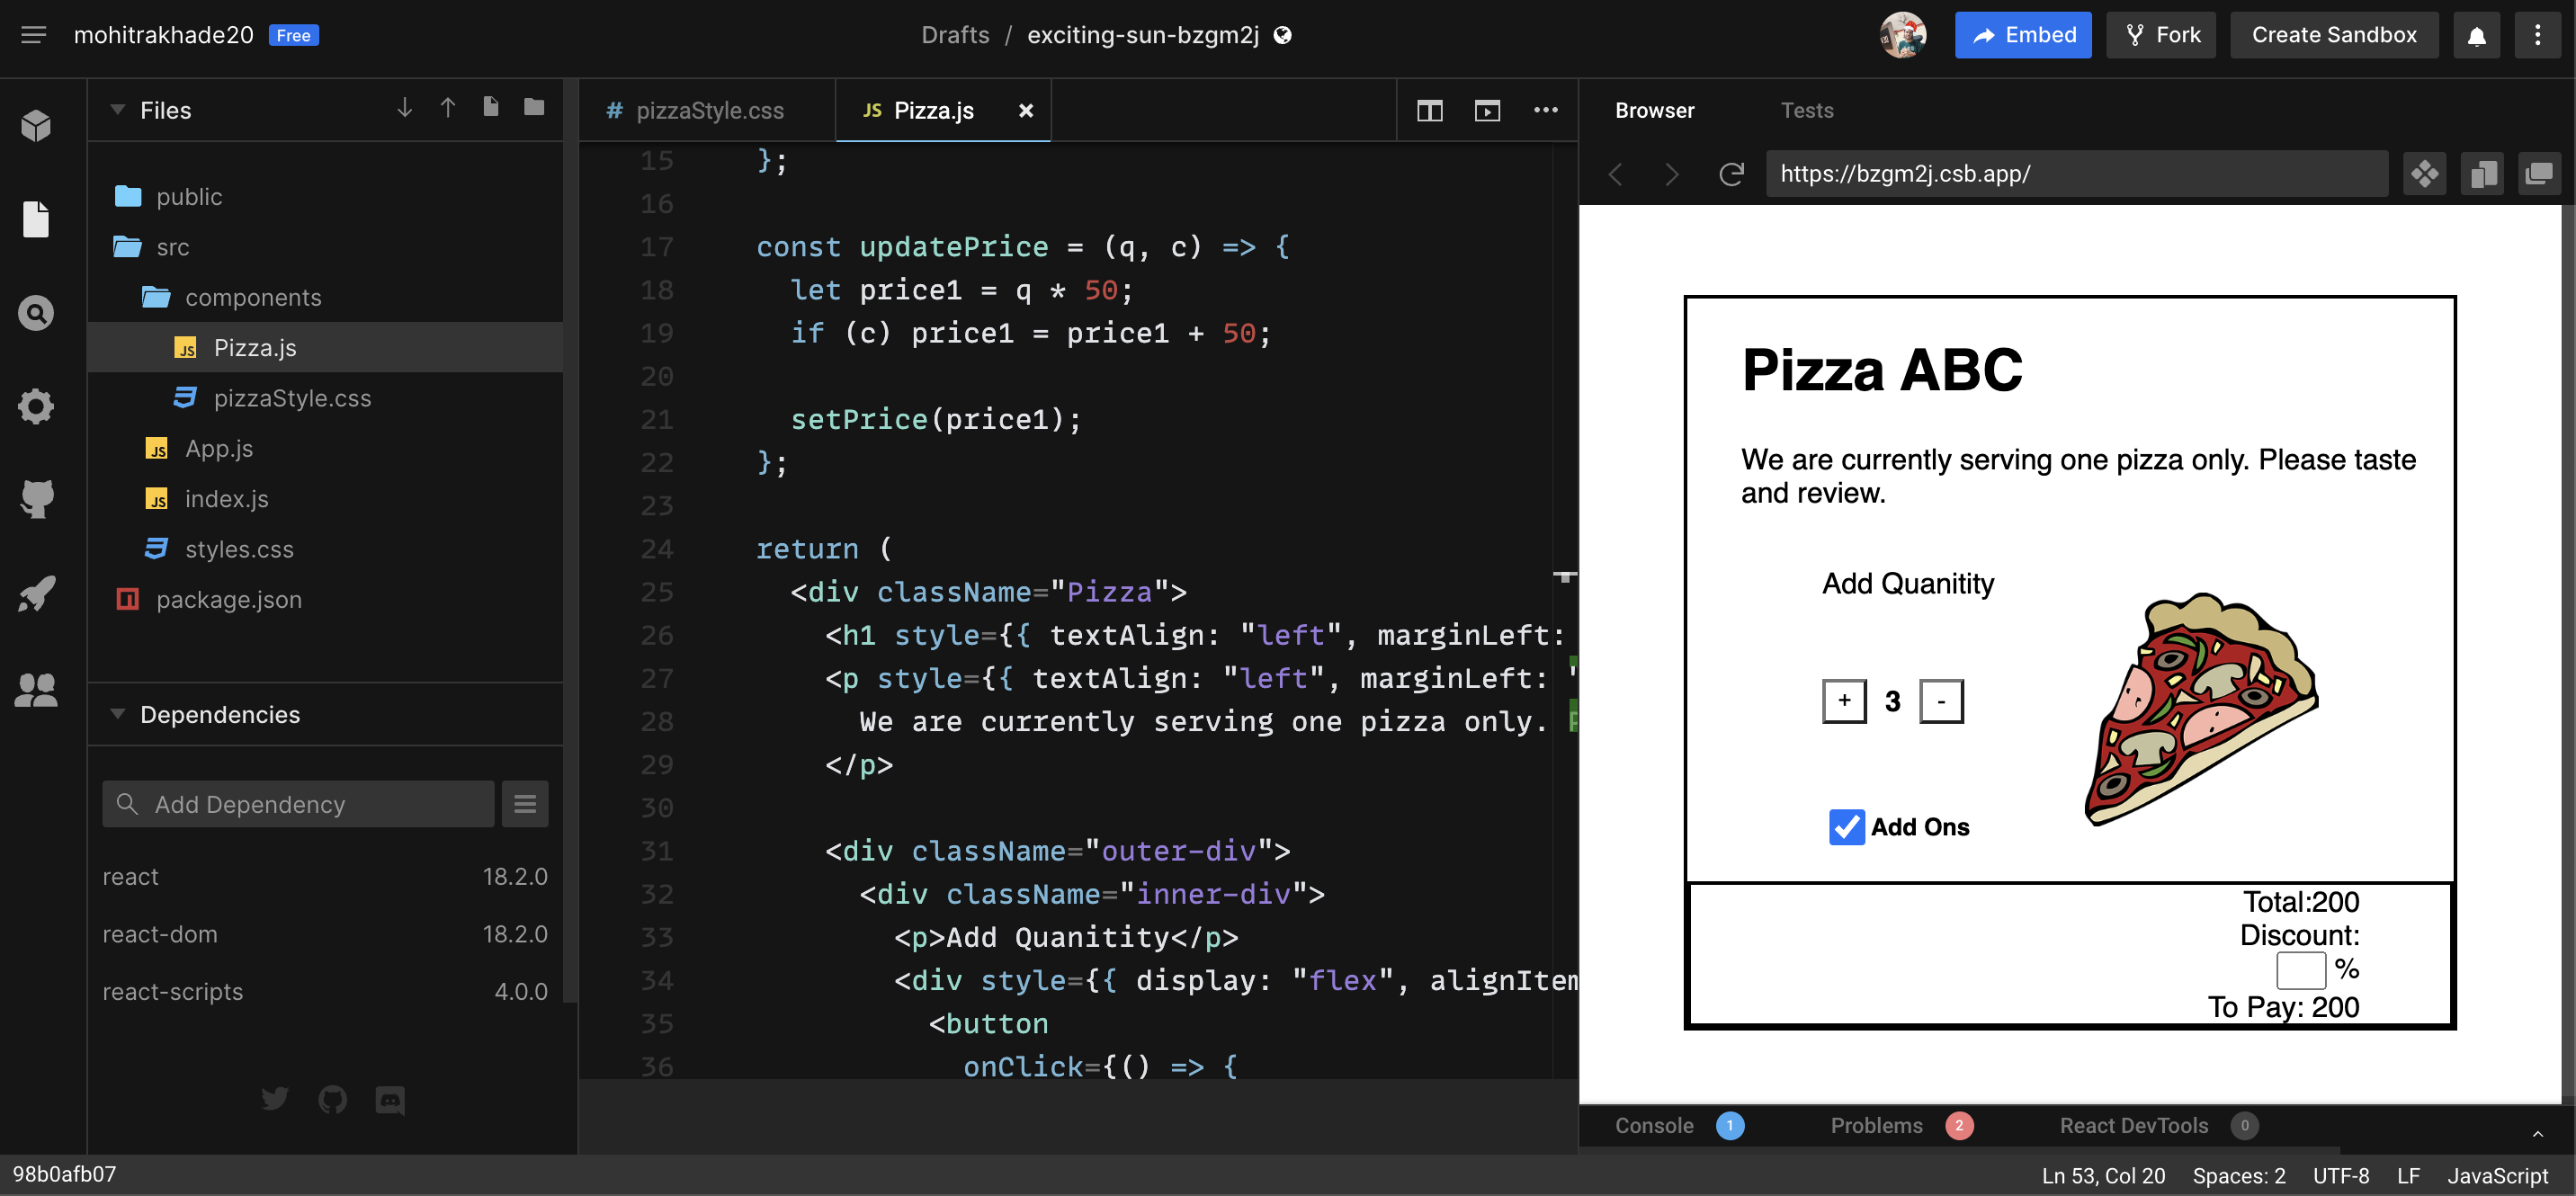 mohitrakhade20 Free
Drafts / exciting-sun-bzgm2j
Embed
Fork
Create Sandbox
Files
public
src
components
JS Pizza.js
pizzaStyle.css
JS App.js
JS index.js
styles.css
package.json
Dependencies
Add Dependency
react 18.2.0
react-dom 18.2.0
react-scripts 4.0.0
# pizzaStyle.css
JS Pizza.js ×
15 };
16
17 const updatePrice = (q, c) => {
18 let price1 = q * 50;
19 if (c) price1 = price1 + 50;
20
21 setPrice(price1);
22 };
23
24 return (
25 <div className="Pizza">
26 <h1 style={{ textAlign: "left", marginLeft:
27 <p style={{ textAlign: "left", marginLeft: "
28 We are currently serving one pizza only. P
29 </p>
30
31 <div className="outer-div">
32 <div className="inner-div">
33 <p>Add Quanitity</p>
34 <div style={{ display: "flex", alignItem
35 <button
36 onClick={() => {
Browser
Tests
https://bzgm2j.csb.app/
Pizza ABC
We are currently serving one pizza only. Please taste
and review.
Add Quanitity
+ 3 -
Add Ons
Total:200
Discount:
%
To Pay: 200
Console 1
Problems 2
React DevTools 0
98b0afb07
Ln 53, Col 20
Spaces: 2
UTF-8
LF
JavaScript